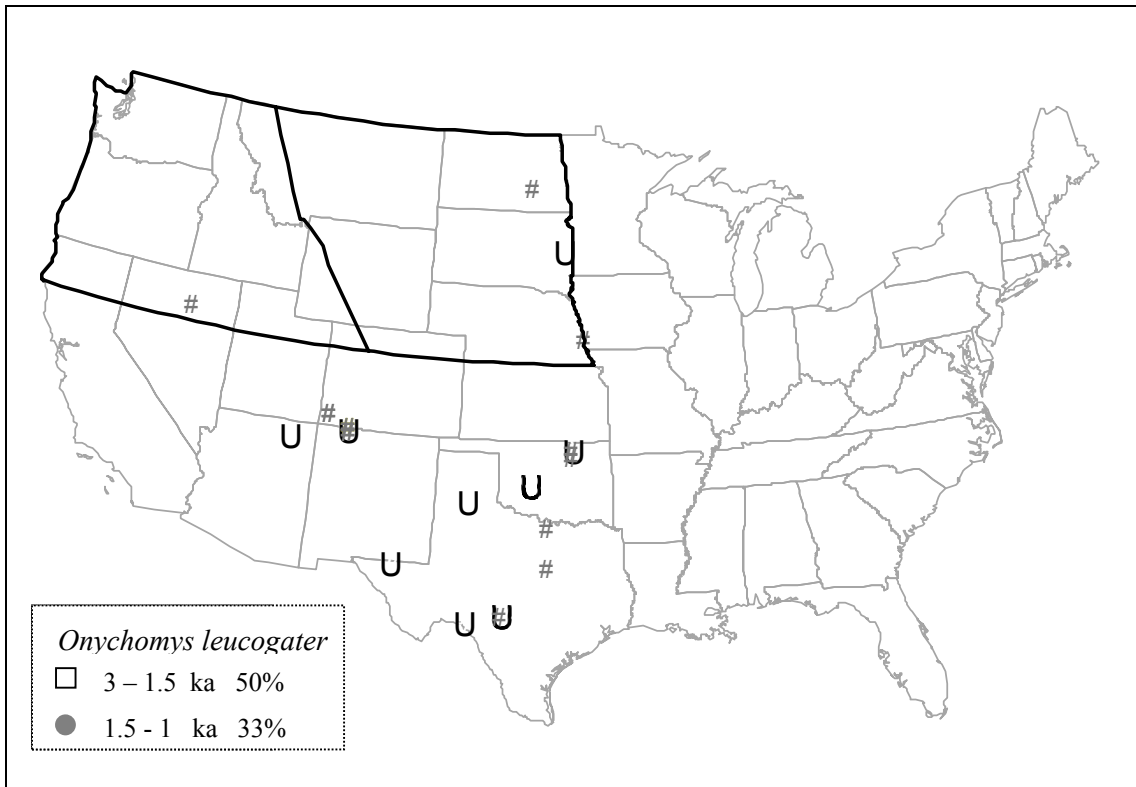 #
U
#
#
#
U
U
#
U
#
U
U
#
#
U
U
U
#
Onychomys leucogater
3 – 1.5 ka 50%
1.5 - 1 ka 33%